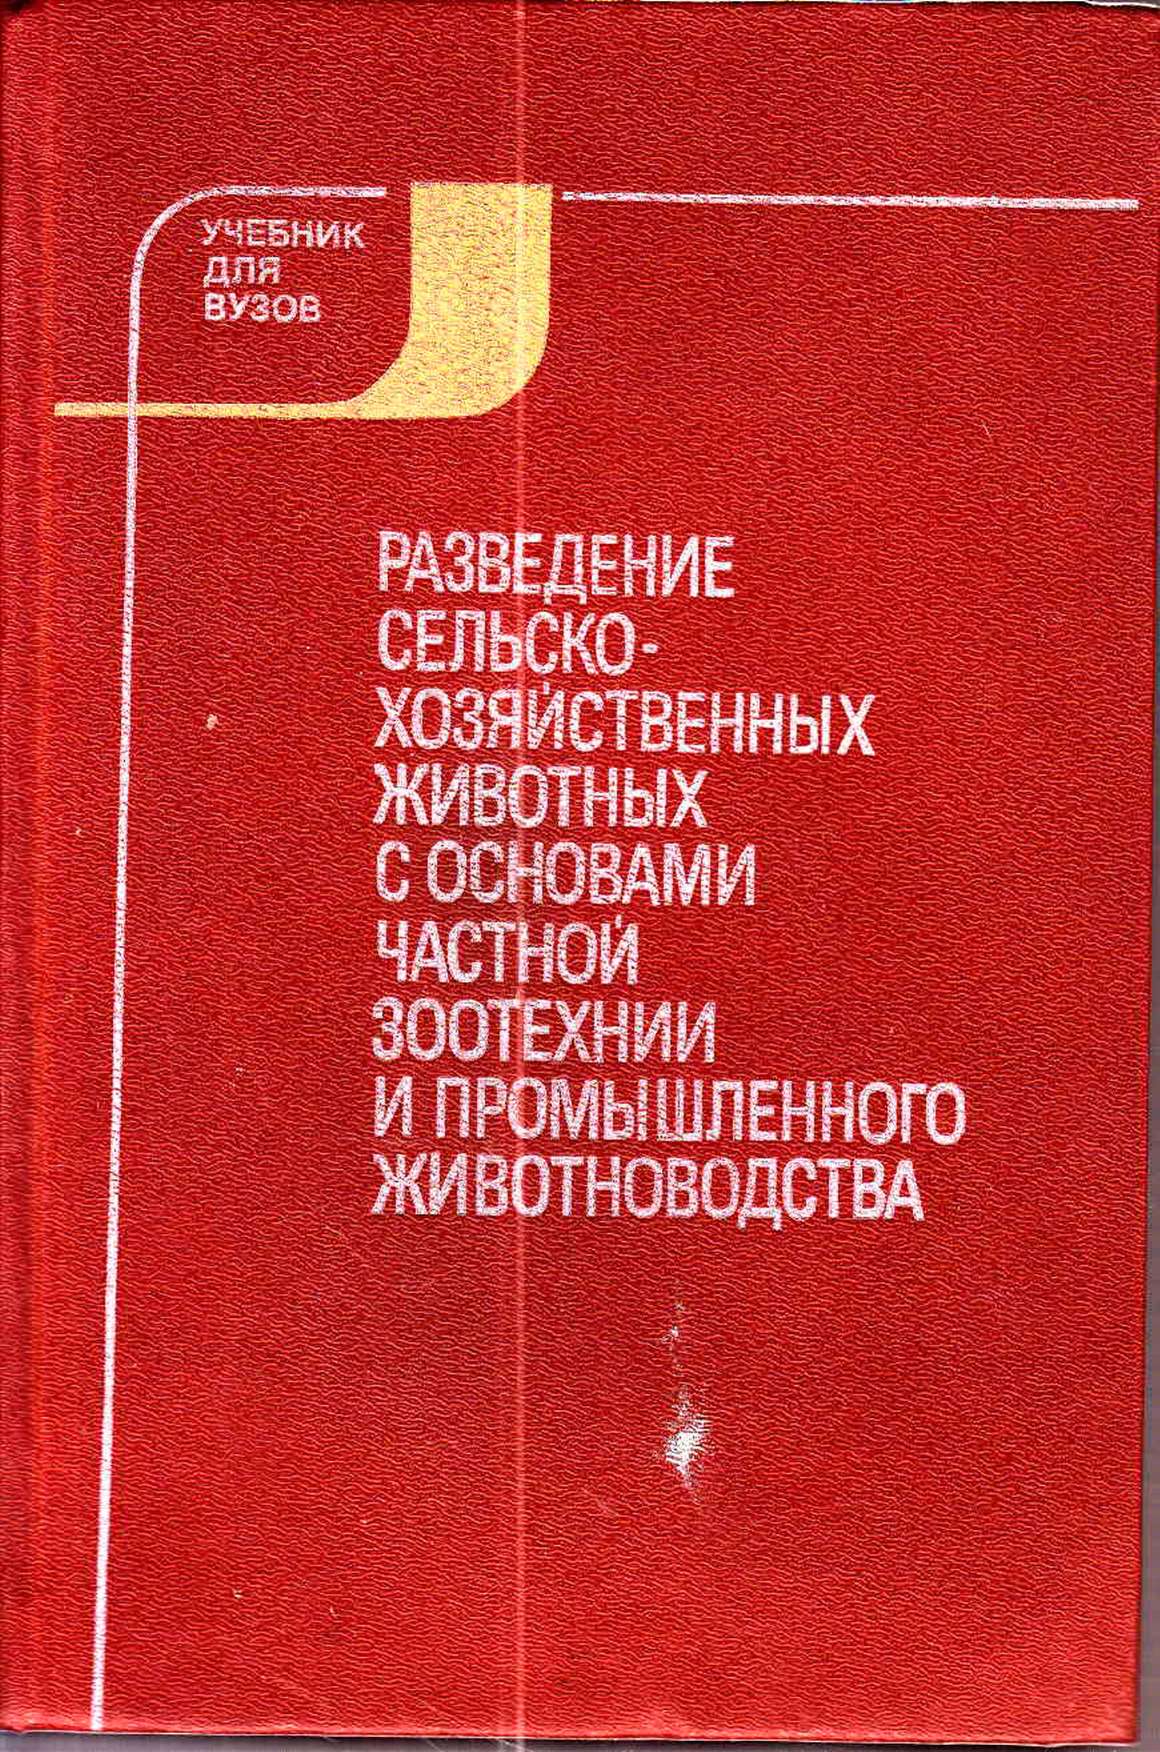 УЧЕБНИК
ДЛЯ
ВУЗОВ
РАЗВЕДЕНИЕ
СЕЛЬСКО-
ХОЗЯЙСТВЕННЫХ
ЖИВОТНЫХ
С ОСНОВАМИ
ЧАСТНОЙ
ЗООТЕХНИИ
И ПРОМЫШЛЕННОГО
ЖИВОТНОВОДСТВА